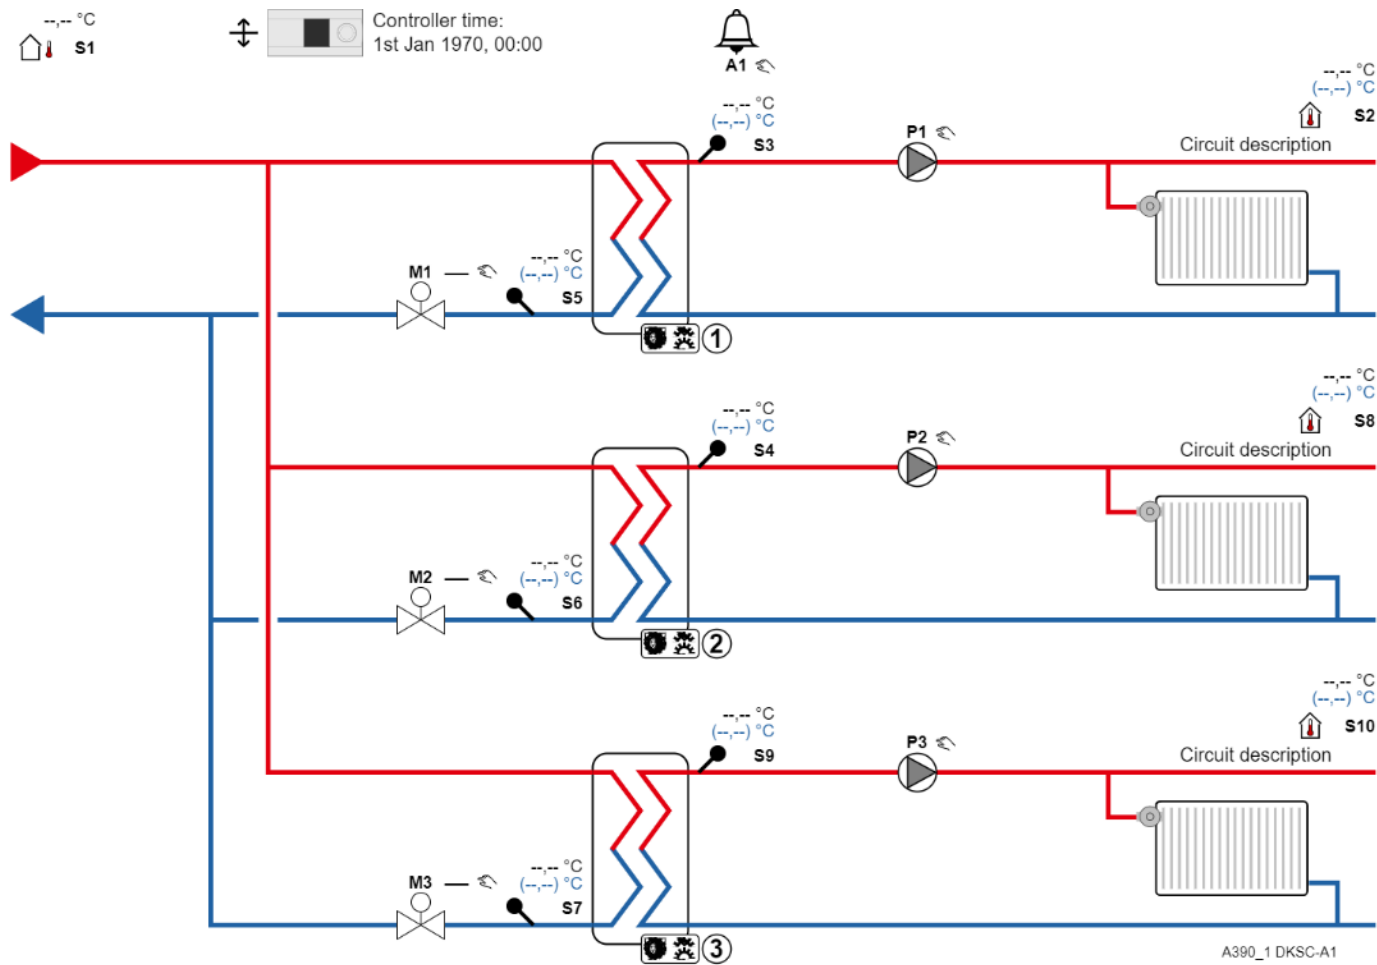 --,-- °C
S1
Controller time:
1st Jan 1970, 00:00
A1
--,-- °C
(--,--) °C
S3
P1
--,-- °C
(--,--) °C
S2
Circuit description
M1
--,-- °C
(--,--) °C
S5
1
--,-- °C
(--,--) °C
S4
P2
--,-- °C
(--,--) °C
S8
Circuit description
M2
--,-- °C
(--,--) °C
S6
2
--,-- °C
(--,--) °C
S9
P3
--,-- °C
(--,--) °C
S10
Circuit description
M3
--,-- °C
(--,--) °C
S7
3
A390_1 DKSC-A1